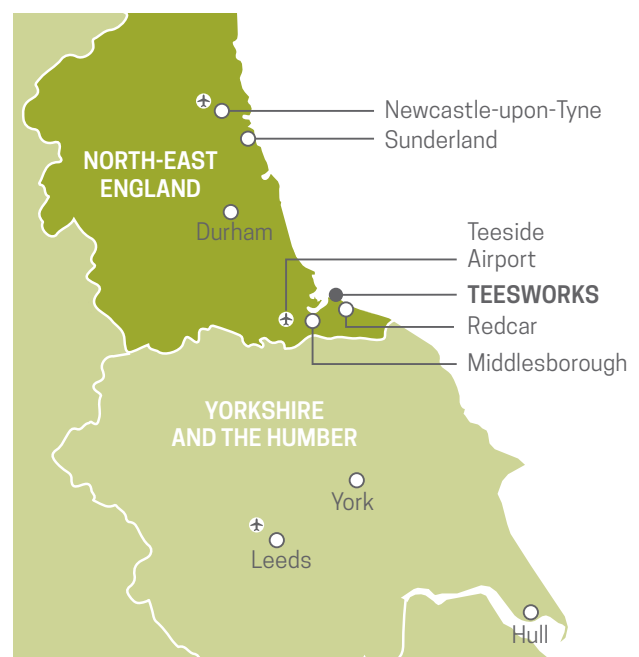 Newcastle-upon-Tyne
Sunderland
NORTH-EAST
ENGLAND
Durham
Teeside
Airport
TEESWORKS
Redcar
Middlesborough
YORKSHIRE
AND THE HUMBER
York
Leeds
Hull